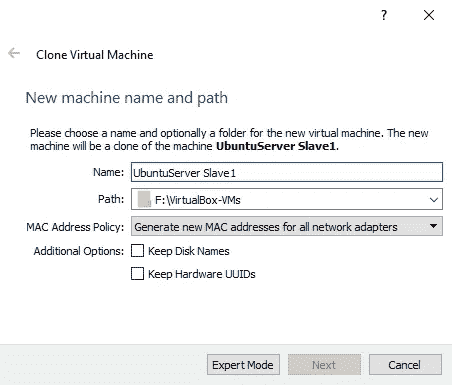 ?
Clone Virtual Machine
New machine name and path
Please choose a name and optionally a folder for the new virtual machine. The new
machine will be a clone of the machine UbuntuServer Slave1.
Name: UbuntuServer Slave1
Path: F:\VirtualBox-VMs
MAC Address Policy: Generate new MAC addresses for all network adapters
Additional Options: Keep Disk Names
Keep Hardware UUIDs
Expert Mode Next Cancel